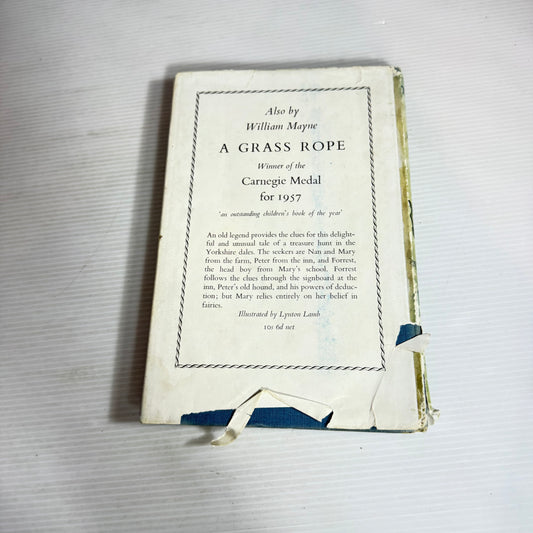 Also by
William Mayne
A GRASS ROPE
Winner of the
Carnegie Medal
for 1957
'an outstanding children's book of the year'
An old legend provides the clues for this delight-
ful and unusual tale of a treasure hunt in the
Yorkshire dales. The seekers are Nan and Mary
from the farm, Peter from the inn, and Forrest,
the head boy from Mary's school. Forrest
follows the clues through the signboard at the
inn, Peter's old hound, and his powers of deduc-
tion; but Mary relies entirely on her belief in
fairies.
Illustrated by Lynton Lamb
10s 6d net